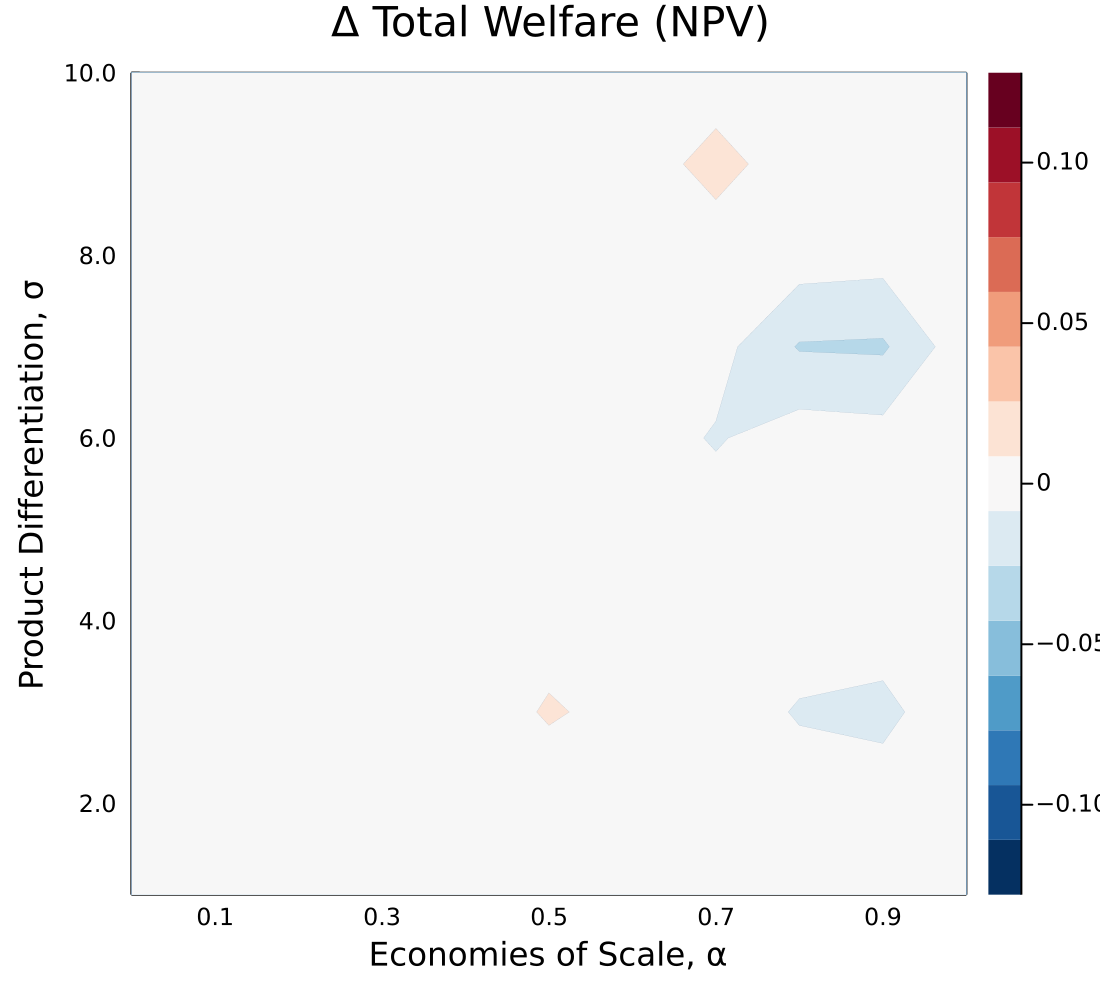 Δ Total Welfare (NPV)
10.0
8.0
6.0
4.0
2.0
Product Differentiation, σ
0.1 0.3 0.5 0.7 0.9
Economies of Scale, α
0.10
0.05
0
−0.05
−0.10